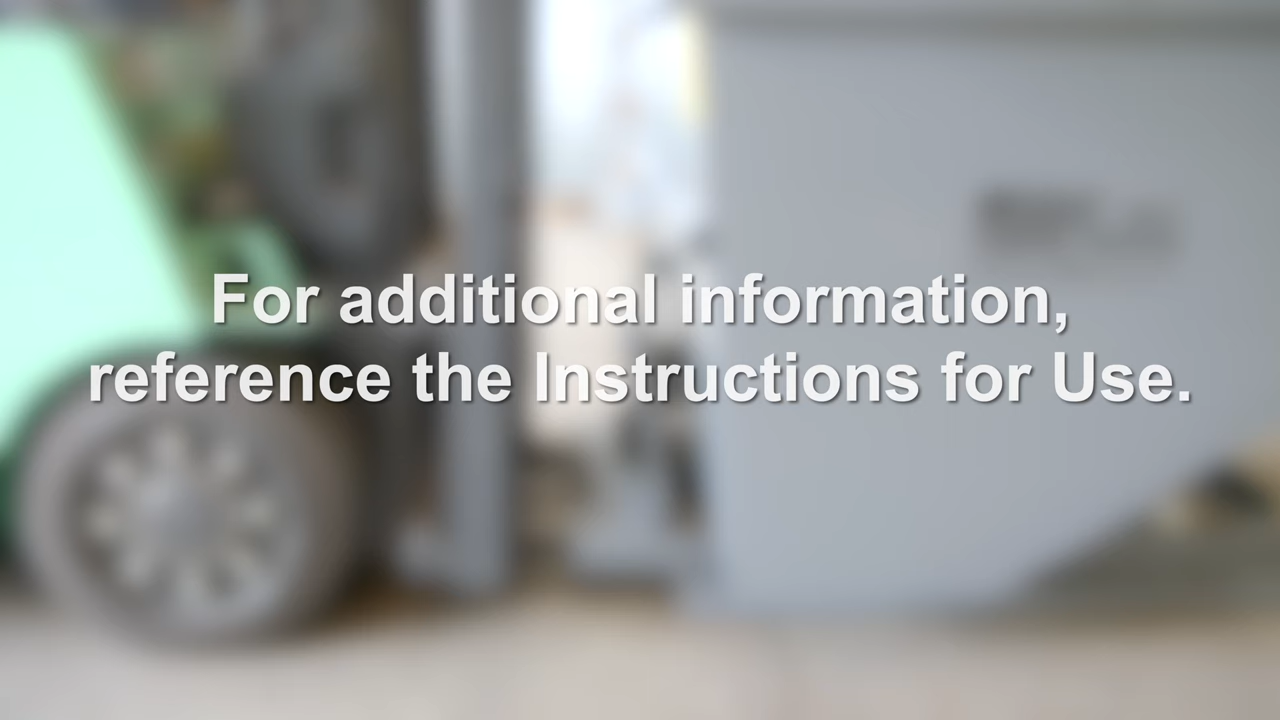 For additional information,
reference the Instructions for Use.